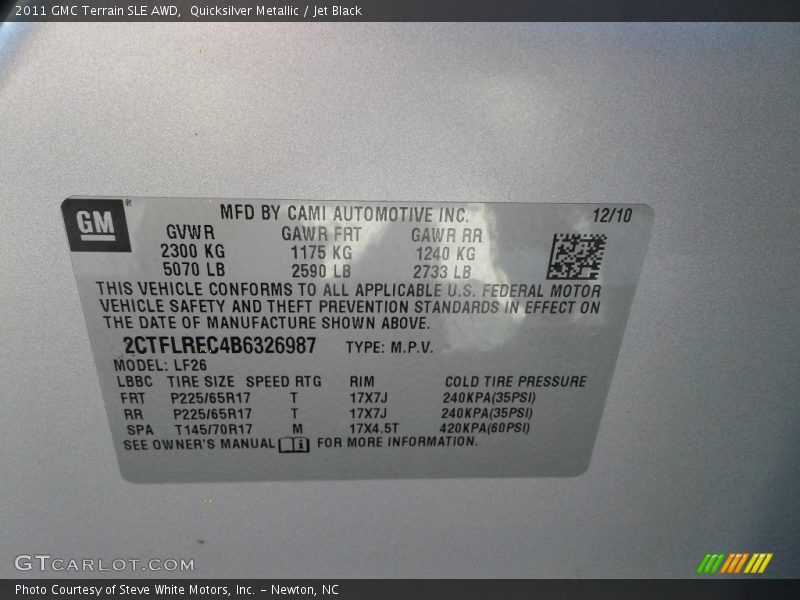 2011 GMC Terrain SLE AWD,  Quicksilver Metallic / Jet Black
GM®
MFD BY CAMI AUTOMOTIVE INC. 12/10
GVWR GAWR FRT GAWR RR
2300 KG 1175 KG 1240 KG
5070 LB 2590 LB 2733 LB
THIS VEHICLE CONFORMS TO ALL APPLICABLE U.S. FEDERAL MOTOR
VEHICLE SAFETY AND THEFT PREVENTION STANDARDS IN EFFECT ON
THE DATE OF MANUFACTURE SHOWN ABOVE.
2CTFLREC4B6326987 TYPE: M.P.V.
MODEL: LF26
LBBC TIRE SIZE SPEED RTG RIM COLD TIRE PRESSURE
FRT P225/65R17 T 17X7J 240KPA(35PSI)
RR P225/65R17 T 17X7J 240KPA(35PSI)
SPA T145/70R17 M 17X4.5T 420KPA(60PSI)
SEE OWNER'S MANUAL i FOR MORE INFORMATION.
GTCARLOT.COM
Photo Courtesy of Steve White Motors, Inc. – Newton, NC